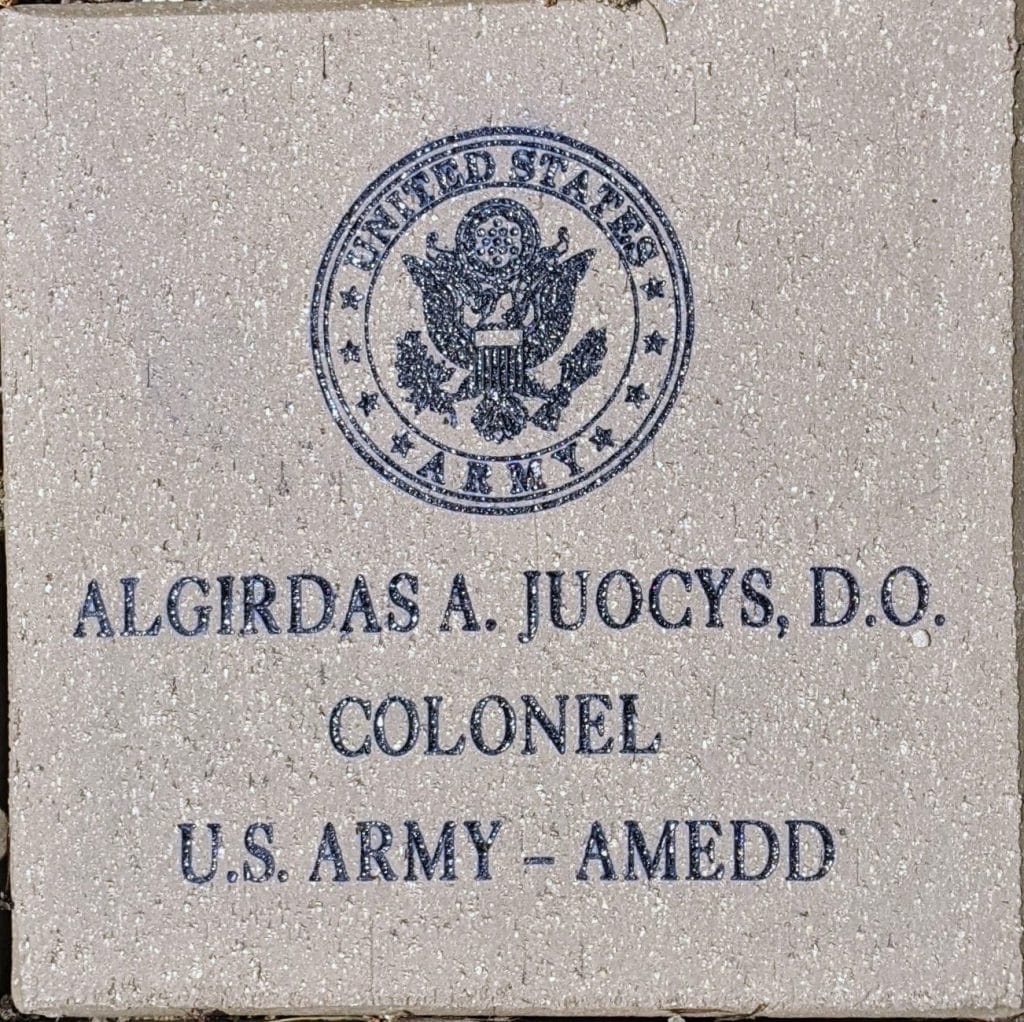 UNITED STATES
ARMY
ALGIRDAS A. JUOCYS, D.O.
COLONEL
U.S. ARMY – AMEDD